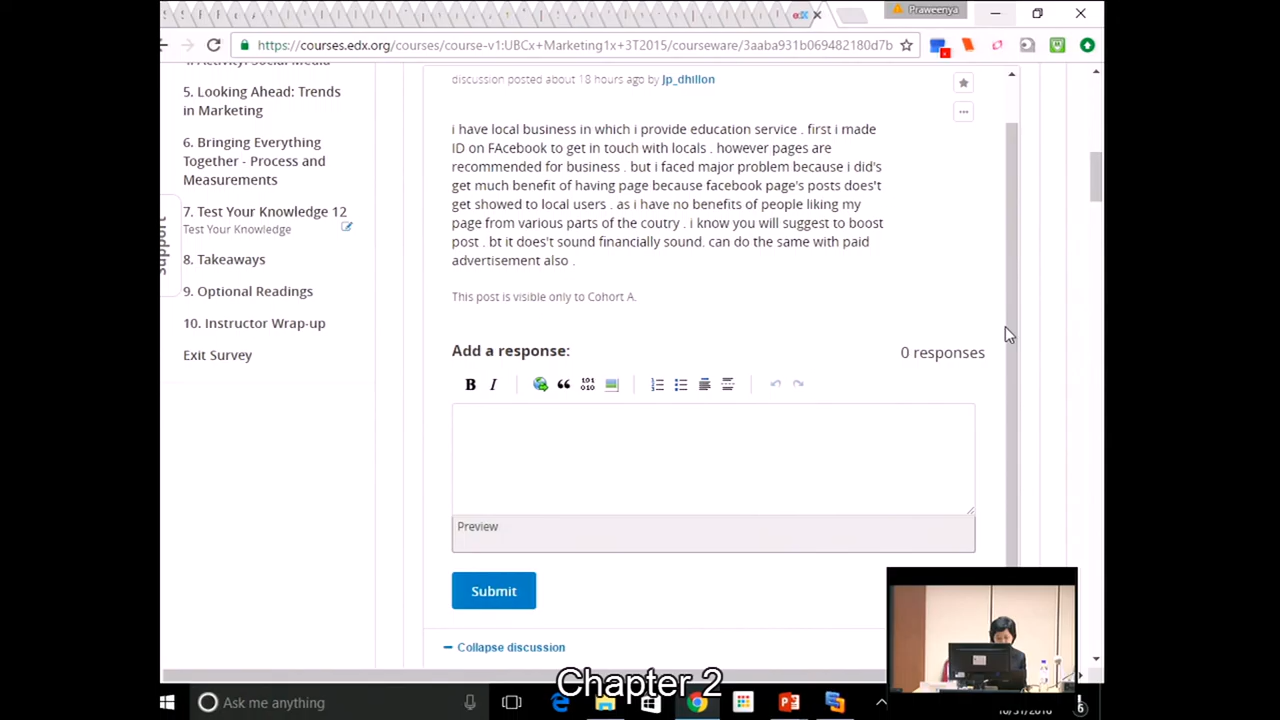 Praweenya
https://courses.edx.org/courses/course-v1:UBCx+Marketing1x+3T2015/courseware/3aaba931b069482180d7b
5. Looking Ahead: Trends
in Marketing
6. Bringing Everything
Together - Process and
Measurements
7. Test Your Knowledge 12
Test Your Knowledge
8. Takeaways
9. Optional Readings
10. Instructor Wrap-up
Exit Survey
Support
discussion posted about 18 hours ago by Jp_dhillon
i have local business in which i provide education service . first i made
ID on FAcebook to get in touch with locals . however pages are
recommended for business . but i faced major problem because i did's
get much benefit of having page because facebook page's posts does't
get showed to local users . as i have no benefits of people liking my
page from various parts of the coutry . i know you will suggest to boost
post . bt it does't sound financially sound. can do the same with paid
advertisement also .
This post is visible only to Cohort A.
Add a response:
0 responses
B I
Preview
Submit
Collapse discussion
Chapter 2
Ask me anything